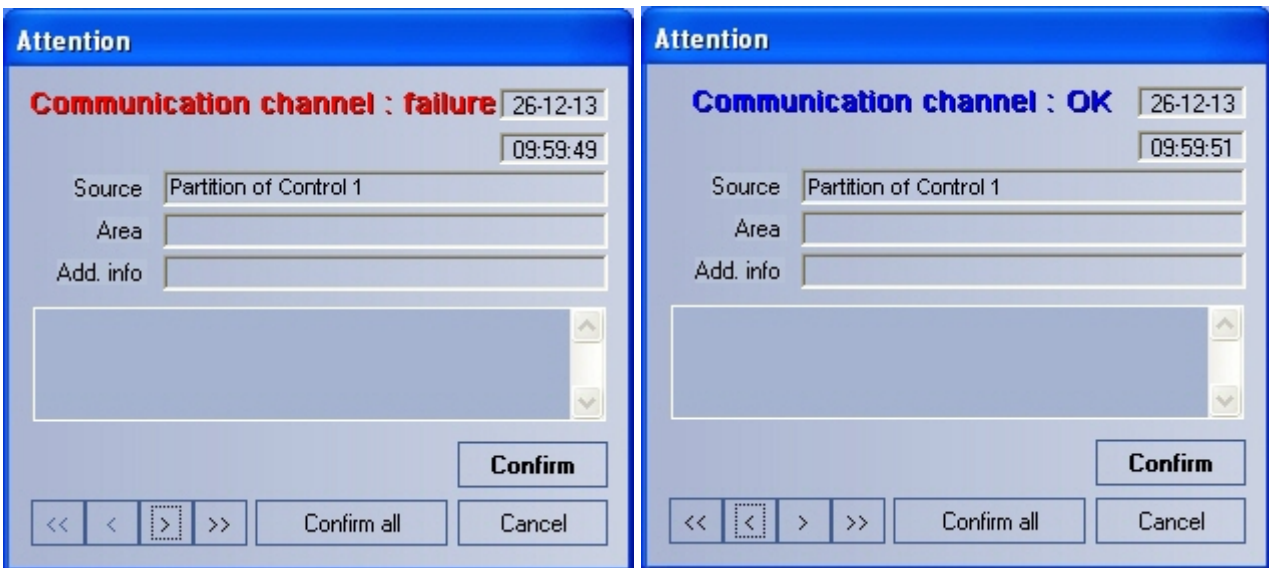 Attention
Communication channel : failure 26-12-13
09:59:49
Source Partition of Control 1
Area
Add. info
Confirm
<< < > >> Confirm all Cancel
Attention
Communication channel : OK 26-12-13
09:59:51
Source Partition of Control 1
Area
Add. info
Confirm
<< < > >> Confirm all Cancel